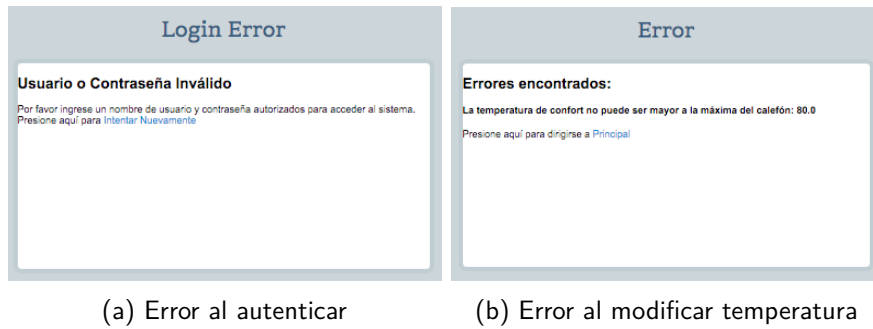 Login Error
Usuario o Contraseña Inválido
Por favor ingrese un nombre de usuario y contraseña autorizados para acceder al sistema.
Presione aquí para Intentar Nuevamente
Error
Errores encontrados:
La temperatura de confort no puede ser mayor a la máxima del calefón: 80.0
Presione aquí para dirigirse a Principal
(a) Error al autenticar
(b) Error al modificar temperatura